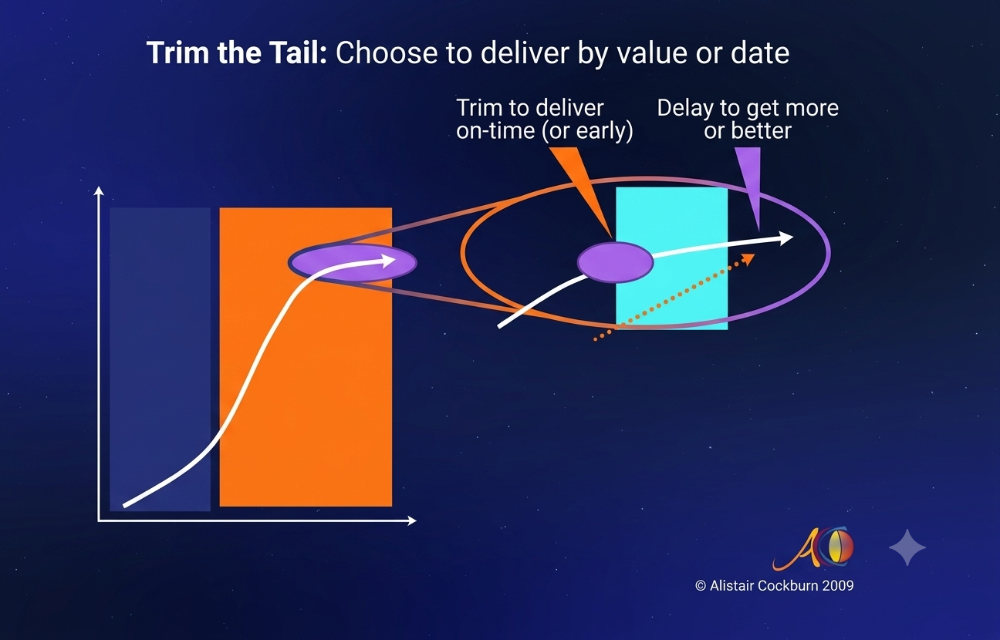 Trim the Tail: Choose to deliver by value or date
Trim to deliver
on-time (or early)
Delay to get more
or better
© Alistair Cockburn 2009